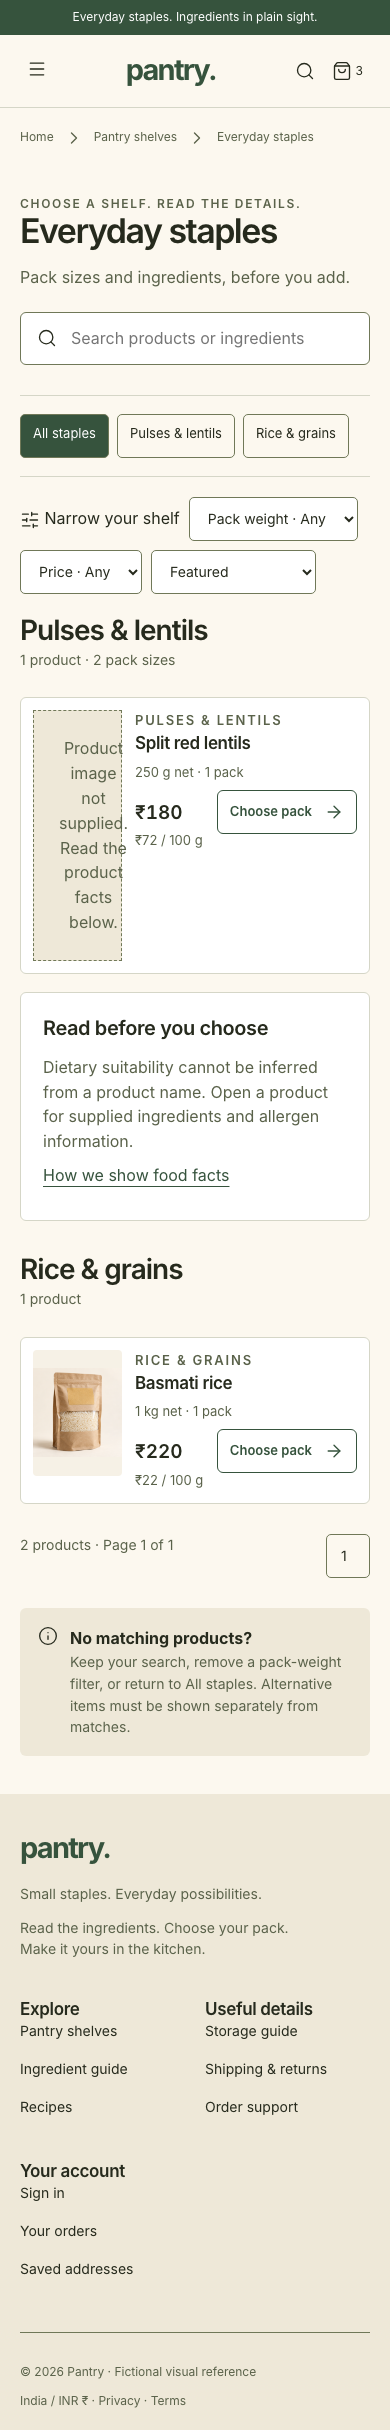 Everyday staples. Ingredients in plain sight.
pantry.
3
Home
Pantry shelves
Everyday staples
CHOOSE A SHELF. READ THE DETAILS.
Everyday staples
Pack sizes and ingredients, before you add.
Search products or ingredients
All staples
Pulses & lentils
Rice & grains
Narrow your shelf
Pack weight · Any
Price · Any
Featured
Pulses & lentils
1 product · 2 pack sizes
Product
image
not
supplied.
Read the
product
facts
below.
PULSES & LENTILS
Split red lentils
250 g net · 1 pack
₹180
₹72 / 100 g
Choose pack
Read before you choose
Dietary suitability cannot be inferred
from a product name. Open a product
for supplied ingredients and allergen
information.
How we show food facts
Rice & grains
1 product
RICE & GRAINS
Basmati rice
1 kg net · 1 pack
₹220
₹22 / 100 g
Choose pack
2 products · Page 1 of 1
1
No matching products?
Keep your search, remove a pack-weight
filter, or return to All staples. Alternative
items must be shown separately from
matches.
pantry.
Small staples. Everyday possibilities.
Read the ingredients. Choose your pack.
Make it yours in the kitchen.
Explore
Pantry shelves
Ingredient guide
Recipes
Useful details
Storage guide
Shipping & returns
Order support
Your account
Sign in
Your orders
Saved addresses
© 2026 Pantry · Fictional visual reference
India / INR ₹ · Privacy · Terms